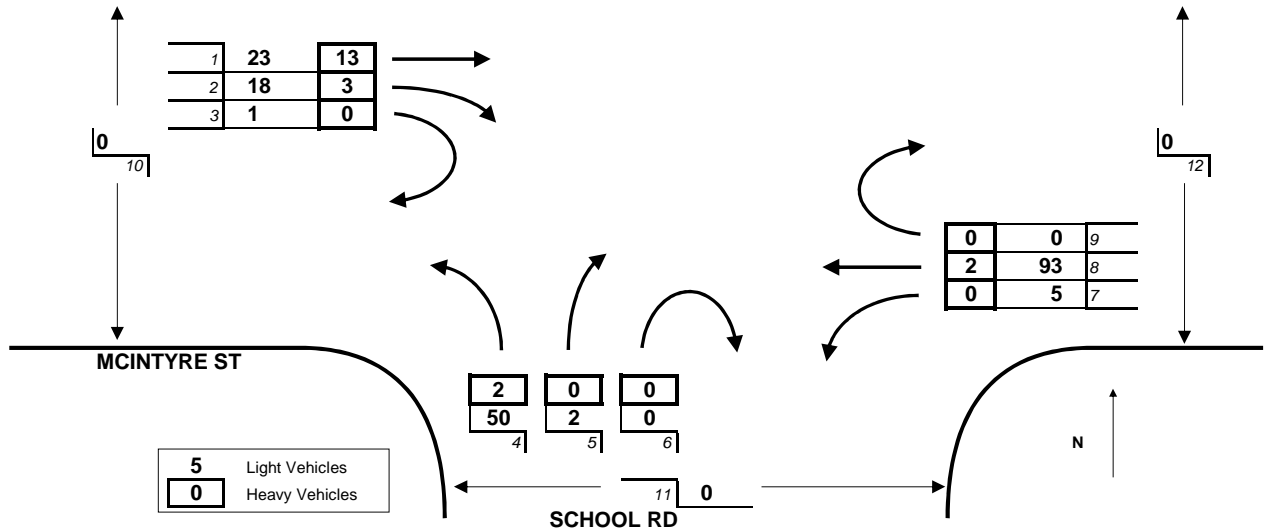 1 23 13
2 18 3
3 1 0
0
10
0
12
0 0 9
2 93 8
0 5 7
MCINTYRE ST
2 0 0
50 2 0
4 5 6
N
5 Light Vehicles
0 Heavy Vehicles
11 0
SCHOOL RD